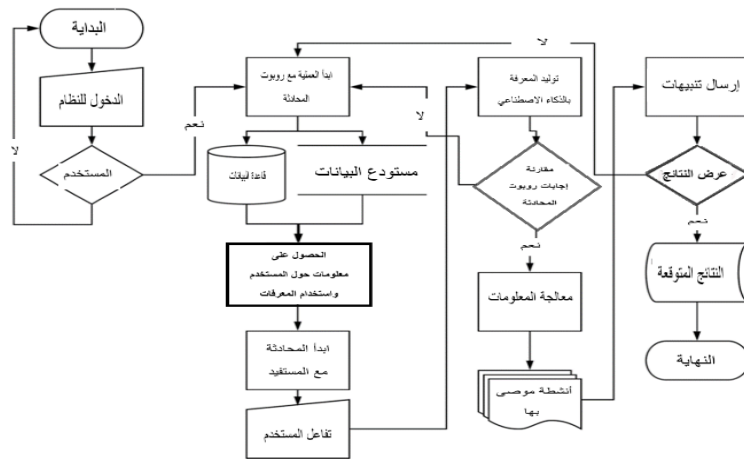 البداية
الدخول للنظام
المستخدم
لا
نعم
ابدأ العملية مع روبوت
المحادثة
قاعدة البيانات
مستودع البيانات
الحصول على
معلومات حول المستخدم
واستخدام المعرفات
ابدأ المحادثة
مع المستفيد
تفاعل المستخدم
توليد المعرفة
بالذكاء الاصطناعي
مقارنة
إجابات روبوت
المحادثة
لا
نعم
معالجة المعلومات
أنشطة موصى
بها
إرسال تنبيهات
عرض النتائج
لا
نعم
النتائج المتوقعة
النهاية